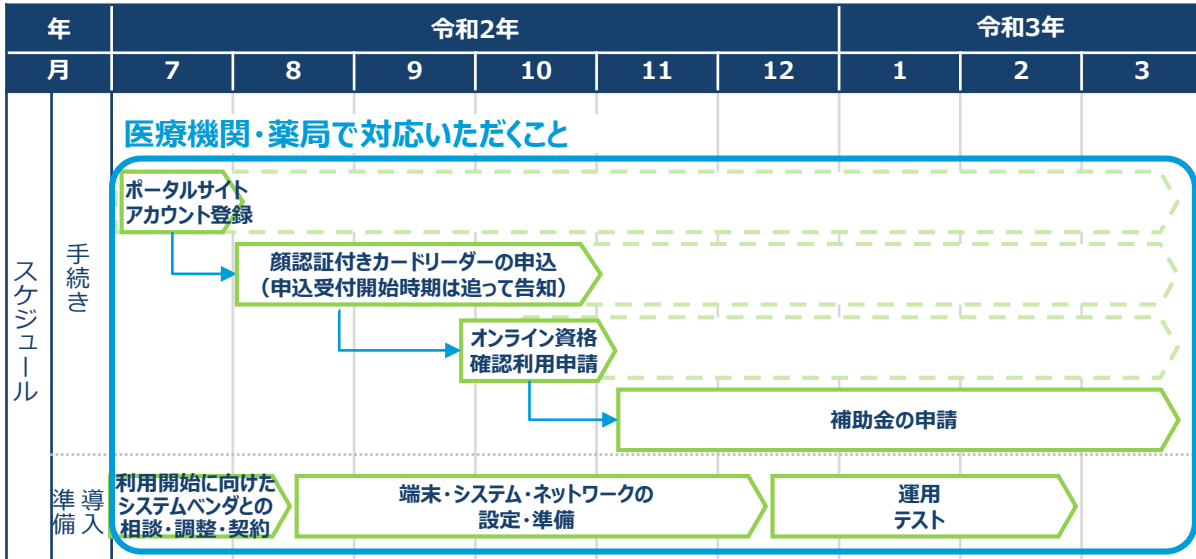 年
令和2年
令和3年
月
7
8
9
10
11
12
1
2
3
医療機関・薬局で対応いただくこと
スケジュール
手続き
ポータルサイト
アカウント登録
顔認証付きカードリーダーの申込
（申込受付開始時期は追って告知）
オンライン資格
確認利用申請
補助金の申請
導入
準備
利用開始に向けた
システムベンダとの
相談・調整・契約
端末・システム・ネットワークの
設定・準備
運用
テスト